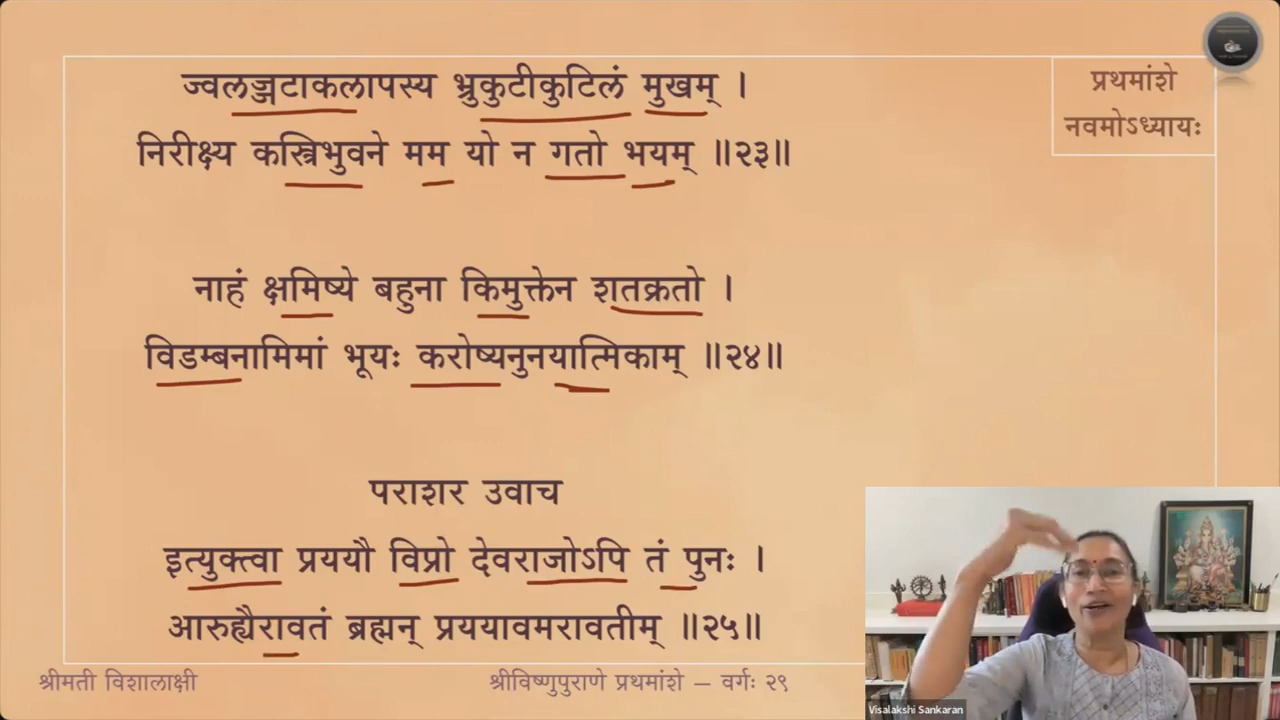 ज्वलज्जटाकलापस्य भ्रुकुटीकुटिलं मुखम् ।
निरीक्ष्य कस्त्रिभुवने मम यो न गतो भयम् ॥२३॥
नाहं क्षमिष्ये बहुना किमुक्तेन शतक्रतो ।
विडम्बनामिमां भूयः करोष्यनुनयात्मिकाम् ॥२४॥
पराशर उवाच
इत्युक्त्वा प्रययौ विप्रो देवराजोऽपि तं पुनः ।
आरुह्यैरावतं ब्रह्मन् प्रययावमरावतीम् ॥२५॥
प्रथमांशे
नवमोऽध्यायः
श्रीमती विशालाक्षी
श्रीविष्णुपुराणे प्रथमांशे – वर्गः २९
Visalakshi Sankaran